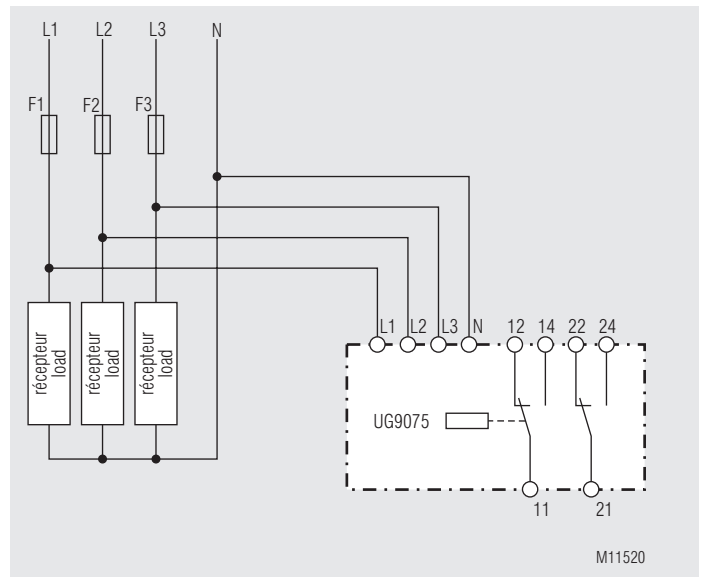 L1 L2 L3 N
F1 F2 F3
récepteur
load
récepteur
load
récepteur
load
L1 L2 L3 N 12 14 22 24
UG9075
11 21
M11520